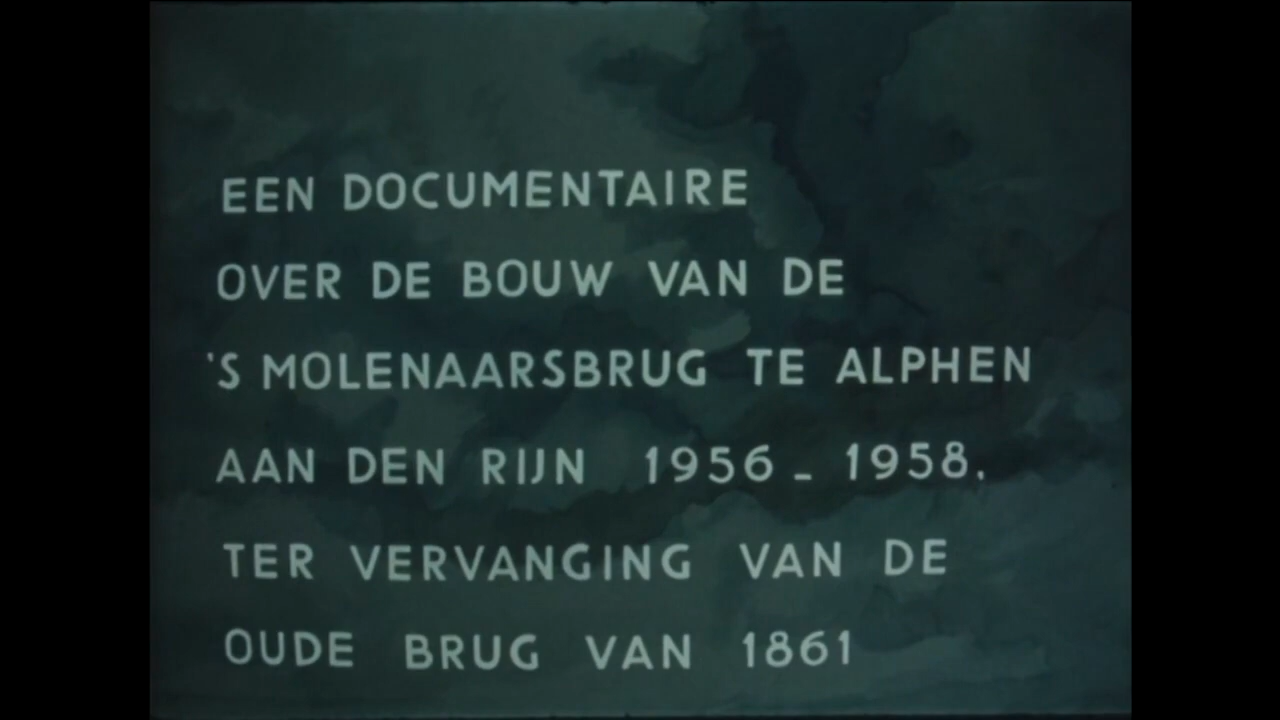 EEN DOCUMENTAIRE
OVER DE BOUW VAN DE
'S MOLENAARSBRUG TE ALPHEN
AAN DEN RIJN 1956 - 1958.
TER VERVANGING VAN DE
OUDE BRUG VAN 1861